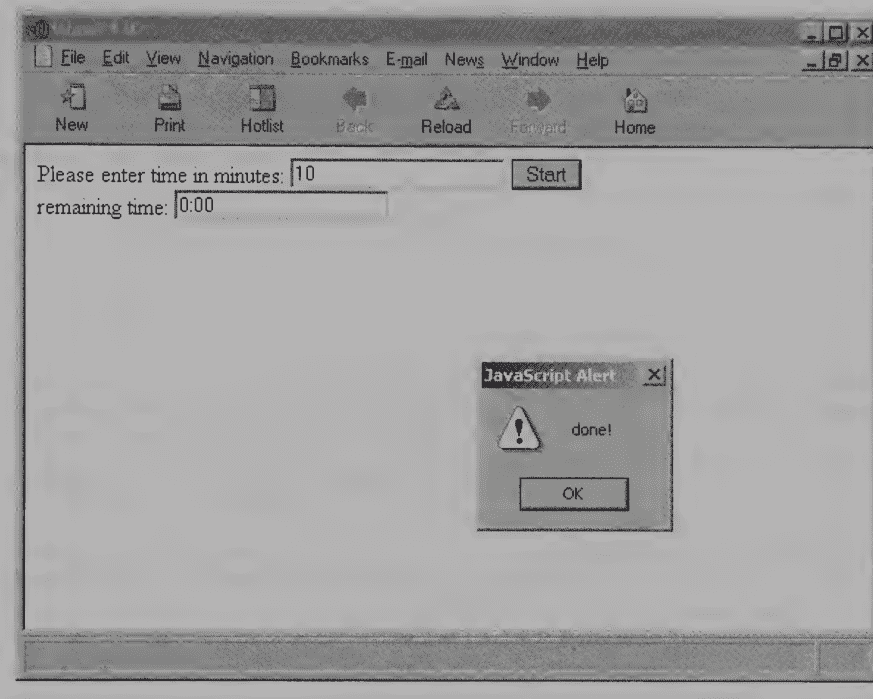 File Edit View Navigation Bookmarks E-mail News Window Help
New Print Hotlist Back Reload Forward Home
Please enter time in minutes: 10 Start
remaining time: 0:00
JavaScript Alert
done!
OK